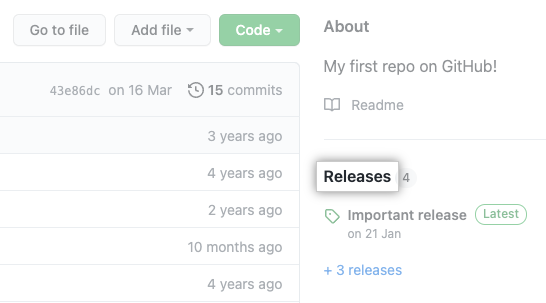 Go to file
Add file
Code
43e86dc on 16 Mar 15 commits
3 years ago
4 years ago
2 years ago
10 months ago
4 years ago
About
My first repo on GitHub!
Readme
Releases 4
Important release Latest
on 21 Jan
+ 3 releases